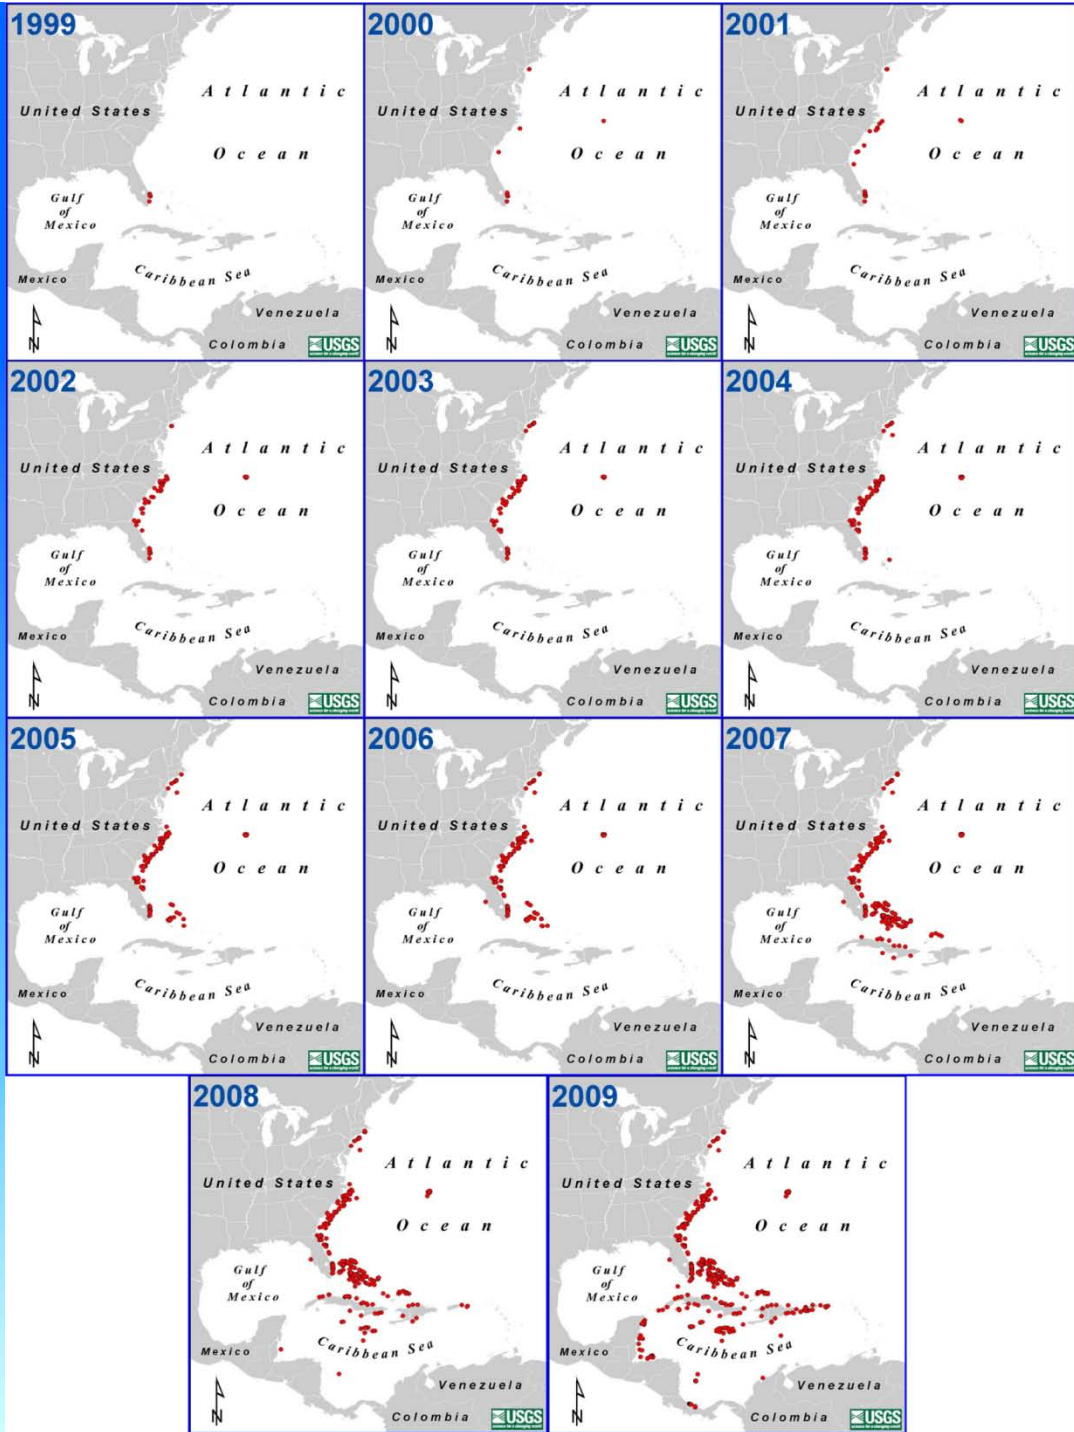 1999
Atlantic
United States
Ocean
Gulf
of
Mexico
Caribbean Sea
Mexico
Venezuela
Colombia
N
USGS
2000
Atlantic
United States
Ocean
Gulf
of
Mexico
Caribbean Sea
Mexico
Venezuela
Colombia
N
USGS
2001
Atlantic
United States
Ocean
Gulf
of
Mexico
Caribbean Sea
Mexico
Venezuela
Colombia
N
USGS
2002
Atlantic
United States
Ocean
Gulf
of
Mexico
Caribbean Sea
Mexico
Venezuela
Colombia
N
USGS
2003
Atlantic
United States
Ocean
Gulf
of
Mexico
Caribbean Sea
Mexico
Venezuela
Colombia
N
USGS
2004
Atlantic
United States
Ocean
Gulf
of
Mexico
Caribbean Sea
Mexico
Venezuela
Colombia
N
USGS
2005
Atlantic
United States
Ocean
Gulf
of
Mexico
Caribbean Sea
Mexico
Venezuela
Colombia
N
USGS
2006
Atlantic
United States
Ocean
Gulf
of
Mexico
Caribbean Sea
Mexico
Venezuela
Colombia
N
USGS
2007
Atlantic
United States
Ocean
Gulf
of
Mexico
Caribbean Sea
Mexico
Venezuela
Colombia
N
USGS
2008
Atlantic
United States
Ocean
Gulf
of
Mexico
Caribbean Sea
Mexico
Venezuela
Colombia
N
USGS
2009
Atlantic
United States
Ocean
Gulf
of
Mexico
Caribbean Sea
Mexico
Venezuela
Colombia
N
USGS